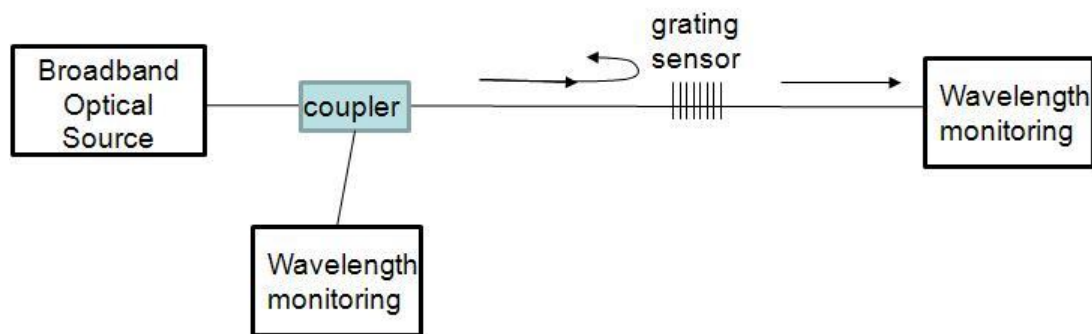 grating
sensor
Broadband
Optical
Source
coupler
Wavelength
monitoring
Wavelength
monitoring